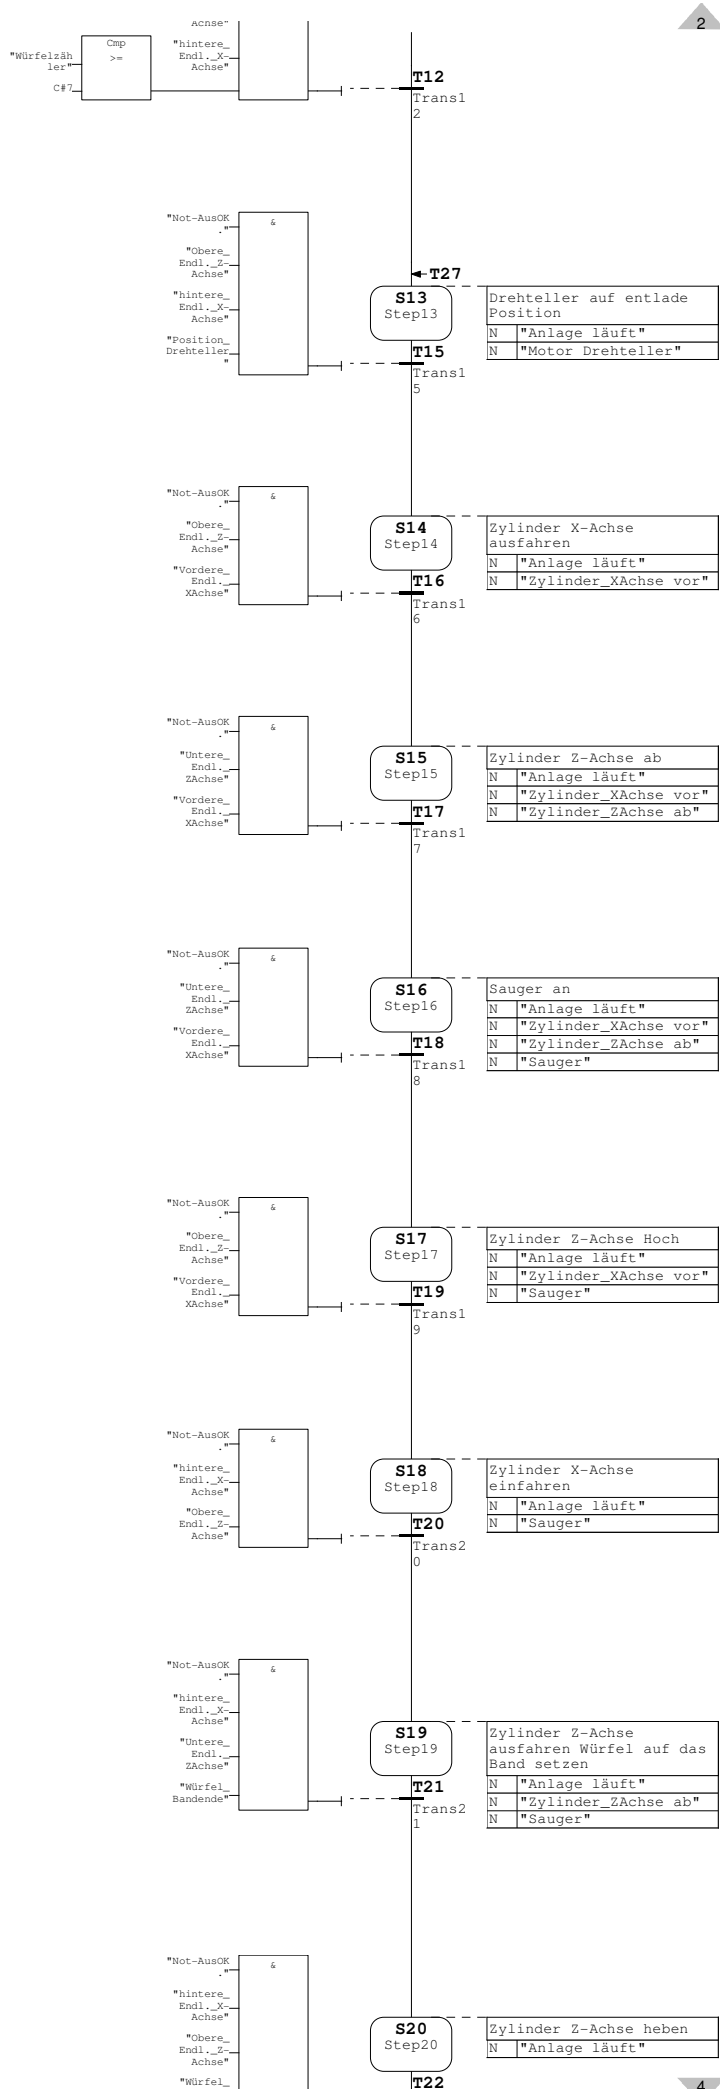 2
Achse"
Cmp
>=
"Würfelzäh
ler"
C#7
"hintere_
Endl._X-
Achse"
T12
Trans1
2
"Not-AusOK
."
&
"Obere_
Endl._Z-
Achse"
"hintere_
Endl._X-
Achse"
"Position_
Drehteller
"
T27
S13
Step13
T15
Trans1
5
Drehteller auf entlade
Position
N "Anlage läuft"
N "Motor Drehteller"
"Not-AusOK
."
&
"Obere_
Endl._Z-
Achse"
"Vordere_
Endl._
XAchse"
S14
Step14
T16
Trans1
6
Zylinder X-Achse
ausfahren
N "Anlage läuft"
N "Zylinder_XAchse vor"
"Not-AusOK
."
&
"Untere_
Endl._
ZAchse"
"Vordere_
Endl._
XAchse"
S15
Step15
T17
Trans1
7
Zylinder Z-Achse ab
N "Anlage läuft"
N "Zylinder_XAchse vor"
N "Zylinder_ZAchse ab"
"Not-AusOK
."
&
"Untere_
Endl._
ZAchse"
"Vordere_
Endl._
XAchse"
S16
Step16
T18
Trans1
8
Sauger an
N "Anlage läuft"
N "Zylinder_XAchse vor"
N "Zylinder_ZAchse ab"
N "Sauger"
"Not-AusOK
."
&
"Obere_
Endl._Z-
Achse"
"Vordere_
Endl._
XAchse"
S17
Step17
T19
Trans1
9
Zylinder Z-Achse Hoch
N "Anlage läuft"
N "Zylinder_XAchse vor"
N "Sauger"
"Not-AusOK
."
&
"hintere_
Endl._X-
Achse"
"Obere_
Endl._Z-
Achse"
S18
Step18
T20
Trans2
0
Zylinder X-Achse
einfahren
N "Anlage läuft"
N "Sauger"
"Not-AusOK
."
&
"hintere_
Endl._X-
Achse"
"Untere_
Endl._
ZAchse"
"Würfel_
Bandende"
S19
Step19
T21
Trans2
1
Zylinder Z-Achse
ausfahren Würfel auf das
Band setzen
N "Anlage läuft"
N "Zylinder_ZAchse ab"
N "Sauger"
"Not-AusOK
."
&
"hintere_
Endl._X-
Achse"
"Obere_
Endl._Z-
Achse"
"Würfel_
S20
Step20
T22
Zylinder Z-Achse heben
N "Anlage läuft"
4